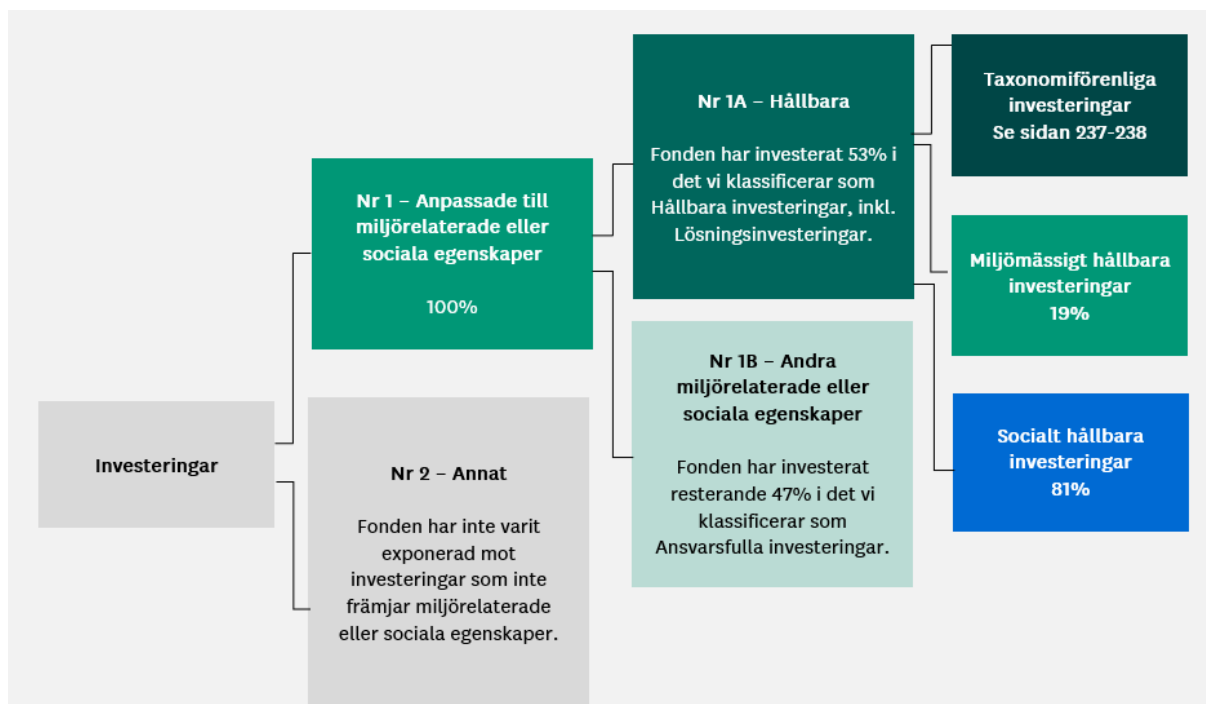 Investeringar
Nr 1 – Anpassade till
miljörelaterade eller
sociala egenskaper
100%
Nr 2 – Annat
Fonden har inte varit
exponerad mot
investeringar som inte
främjar miljörelaterade
eller sociala egenskaper.
Nr 1A – Hållbara
Fonden har investerat 53% i
det vi klassificerar som
Hållbara investeringar, inkl.
Lösningsinvesteringar.
Nr 1B – Andra
miljörelaterade eller
sociala egenskaper
Fonden har investerat
resterande 47% i det vi
klassificerar som
Ansvarsfulla investeringar.
Taxonomiförenliga
investeringar
Se sidan 237-238
Miljömässigt hållbara
investeringar
19%
Socialt hållbara
investeringar
81%